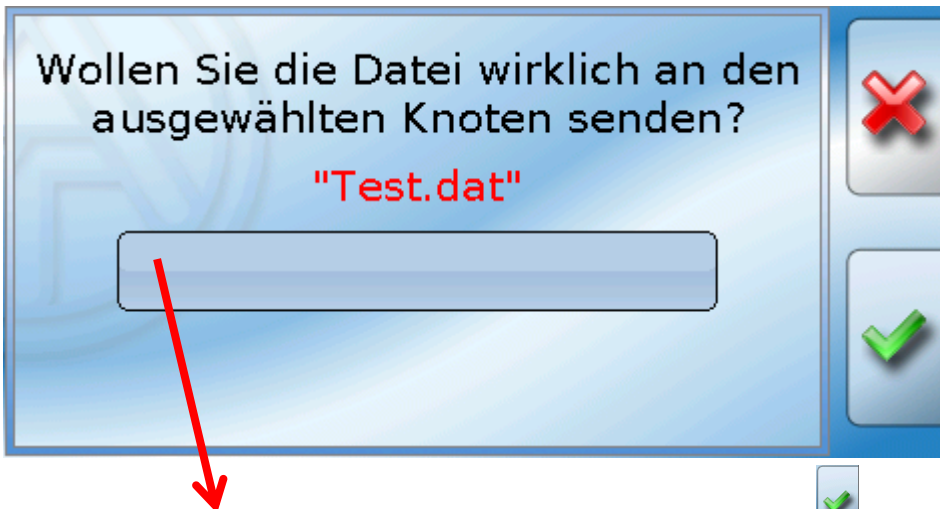 Wollen Sie die Datei wirklich an den
ausgewählten Knoten senden?
"Test.dat"